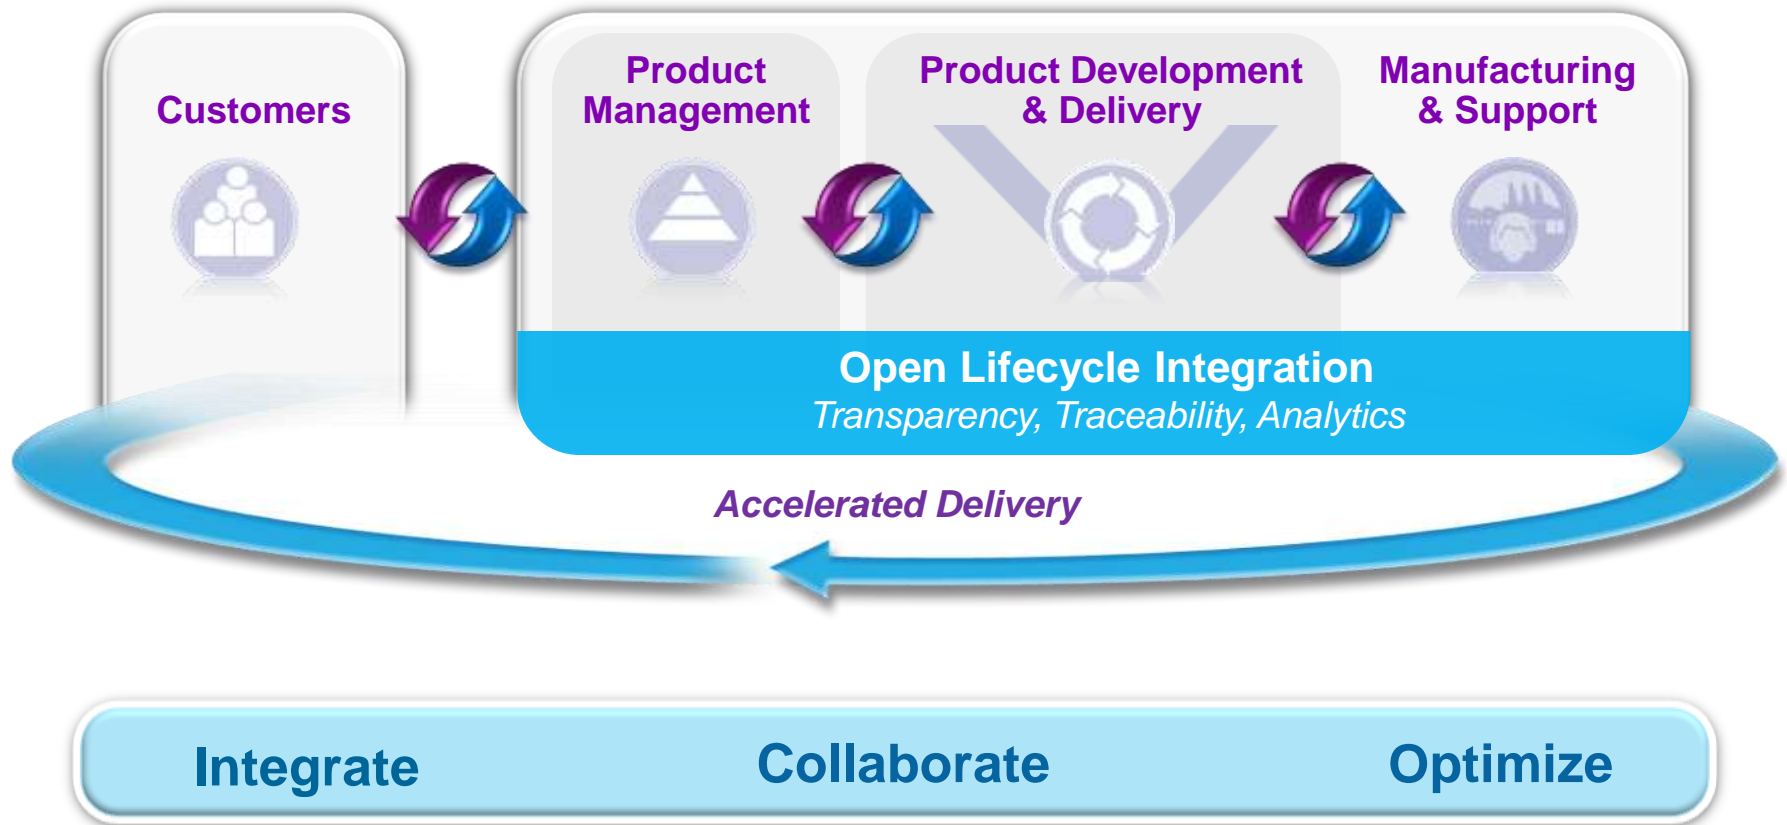 Customers
Product
Management
Product Development
& Delivery
Manufacturing
& Support
Open Lifecycle Integration
Transparency, Traceability, Analytics
Accelerated Delivery
Integrate
Collaborate
Optimize